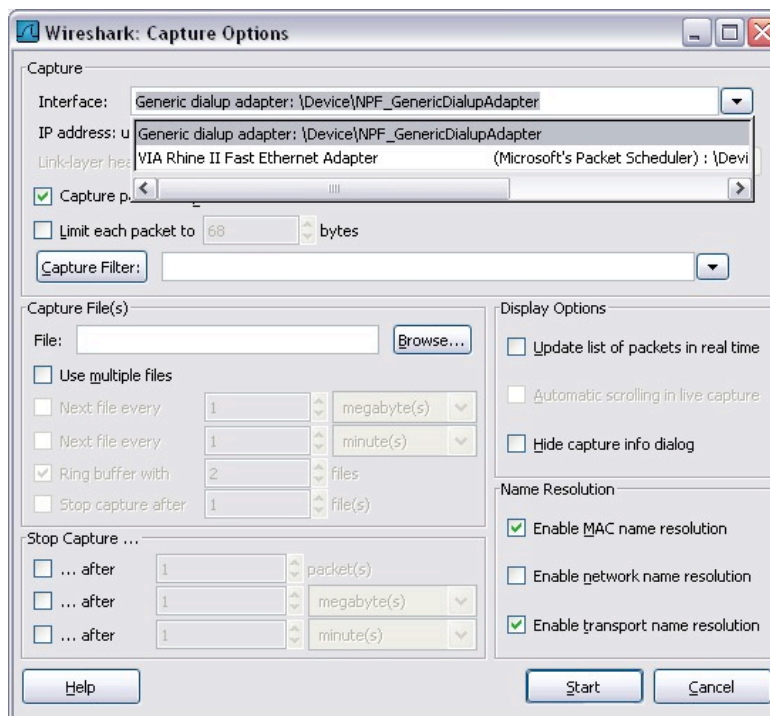 Wireshark: Capture Options
Capture
Interface: Generic dialup adapter: \Device\NPF_GenericDialupAdapter
IP address: u
Generic dialup adapter: \Device\NPF_GenericDialupAdapter
Link-layer hea
VIA Rhine II Fast Ethernet Adapter (Microsoft's Packet Scheduler) : \Devi
Capture p
Limit each packet to 68 bytes
Capture Filter:
Capture File(s)
File: Browse...
Use multiple files
Next file every 1 megabyte(s)
Next file every 1 minute(s)
Ring buffer with 2 files
Stop capture after 1 file(s)
Stop Capture ...
... after 1 packet(s)
... after 1 megabyte(s)
... after 1 minute(s)
Display Options
Update list of packets in real time
Automatic scrolling in live capture
Hide capture info dialog
Name Resolution
Enable MAC name resolution
Enable network name resolution
Enable transport name resolution
Help Start Cancel